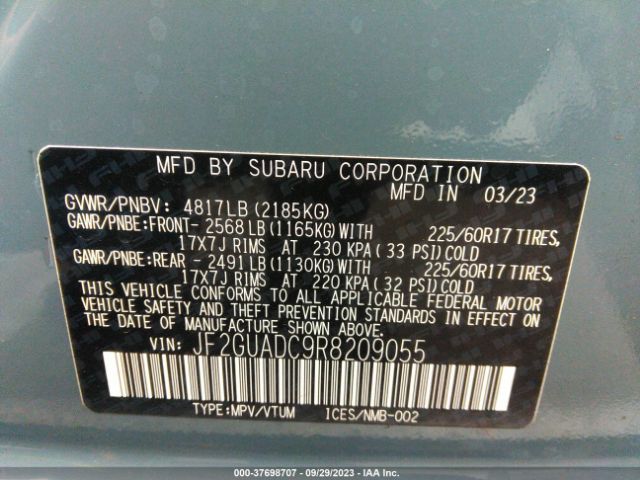 MFD BY SUBARU CORPORATION
MFD IN 03/23
GVWR/PNBV: 4817LB (2185KG)
GAWR/PNBE:FRONT- 2568 LB (1165KG) WITH 225/60R17 TIRES,
17X7J RIMS AT 230 KPA (33 PSI) COLD
GAWR/PNBE:REAR - 2491 LB (1130KG) WITH 225/60R17 TIRES,
17X7J RIMS AT 220 KPA (32 PSI) COLD
THIS VEHICLE CONFORMS TO ALL APPLICABLE FEDERAL MOTOR
VEHICLE SAFETY AND THEFT PREVENTION STANDARDS IN EFFECT
ON THE DATE OF MANUFACTURE SHOWN ABOVE.
VIN: JF2GUADC9R8209055
TYPE:MPV/VTUM ICES/NMB-002
000-37698707 - 09/29/2023 - IAA Inc.